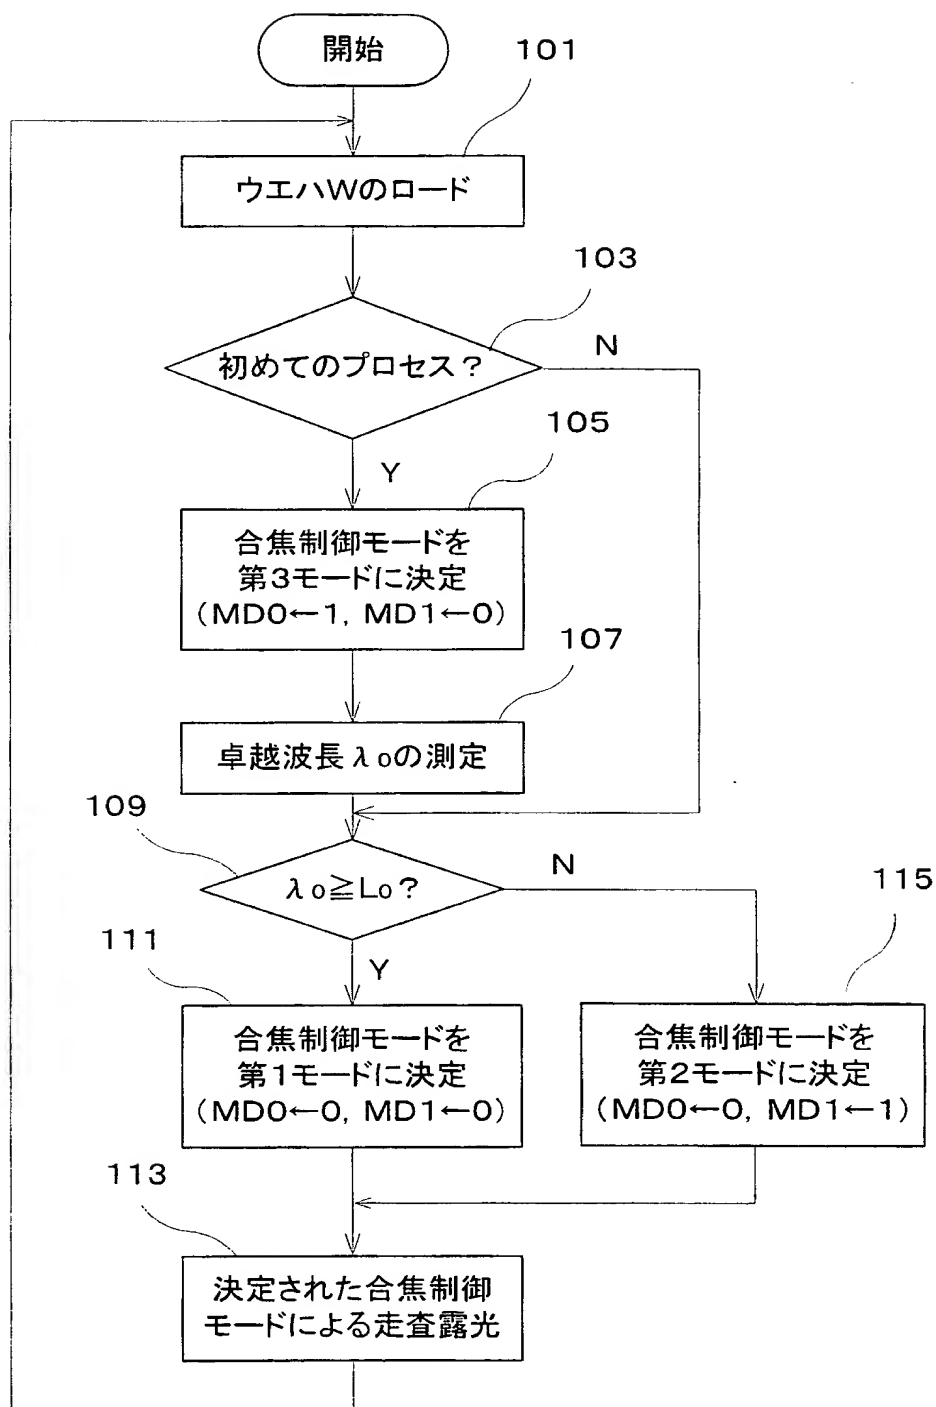 開始
101
ウエハWのロード
103
初めてのプロセス?
N
105
Y
合焦制御モードを
第3モードに決定
(MD0←1, MD1←0)
107
卓越波長λoの測定
109
λo≧Lo?
N
115
111
Y
合焦制御モードを
第1モードに決定
(MD0←0, MD1←0)
合焦制御モードを
第2モードに決定
(MD0←0, MD1←1)
113
決定された合焦制御
モードによる走査露光